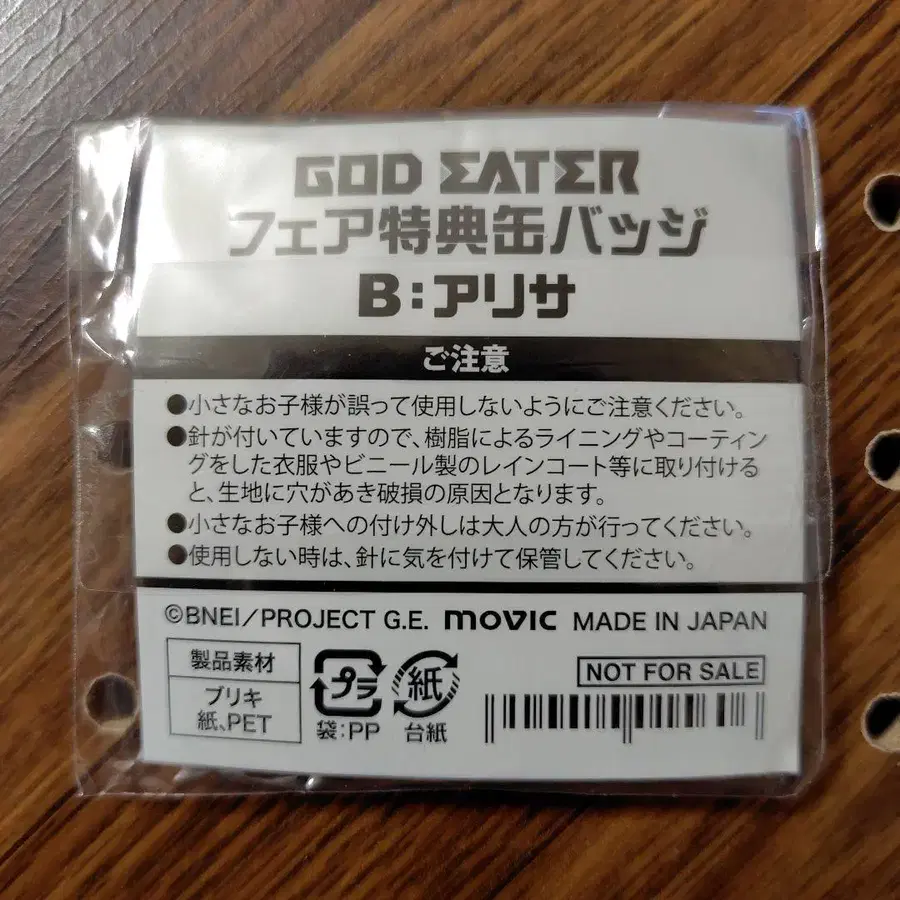 GOD EATER
フェア特典缶バッジ
B:アリサ
ご注意
●小さなお子様が誤って使用しないようにご注意ください。
●針が付いていますので、樹脂によるライニングやコーティン
グをした衣服やビニール製のレインコート等に取り付ける
と、生地に穴があき破損の原因となります。
●小さなお子様への付け外しは大人の方が行ってください。
●使用しない時は、針に気を付けて保管してください。
©BNEI/PROJECT G.E. movic MADE IN JAPAN
製品素材
ブリキ
紙、PET
プラ
袋:PP
紙
台紙
NOT FOR SALE